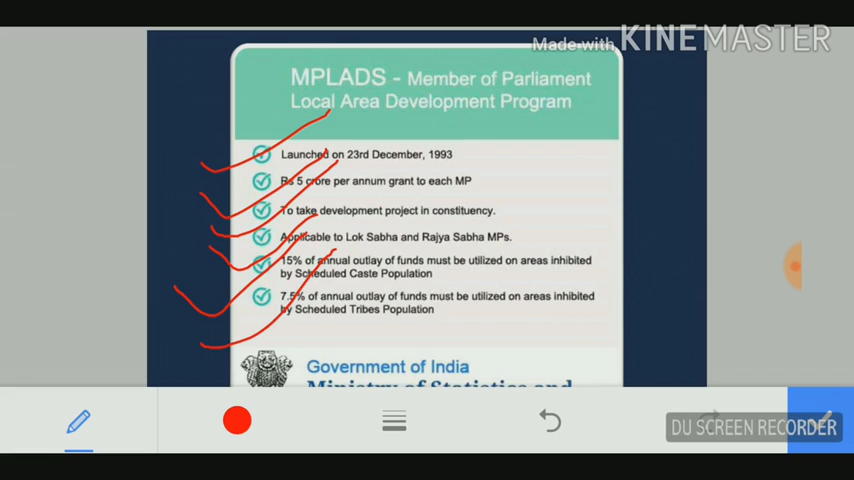 Made with KINEMASTER
MPLADS - Member of Parliament
Local Area Development Program
Launched on 23rd December, 1993
Rs 5 crore per annum grant to each MP
To take development project in constituency.
Applicable to Lok Sabha and Rajya Sabha MPs.
15% of annual outlay of funds must be utilized on areas inhibited
by Scheduled Caste Population
7.5% of annual outlay of funds must be utilized on areas inhibited
by Scheduled Tribes Population
Government of India
Ministry of Statistics and
DU SCREEN RECORDER